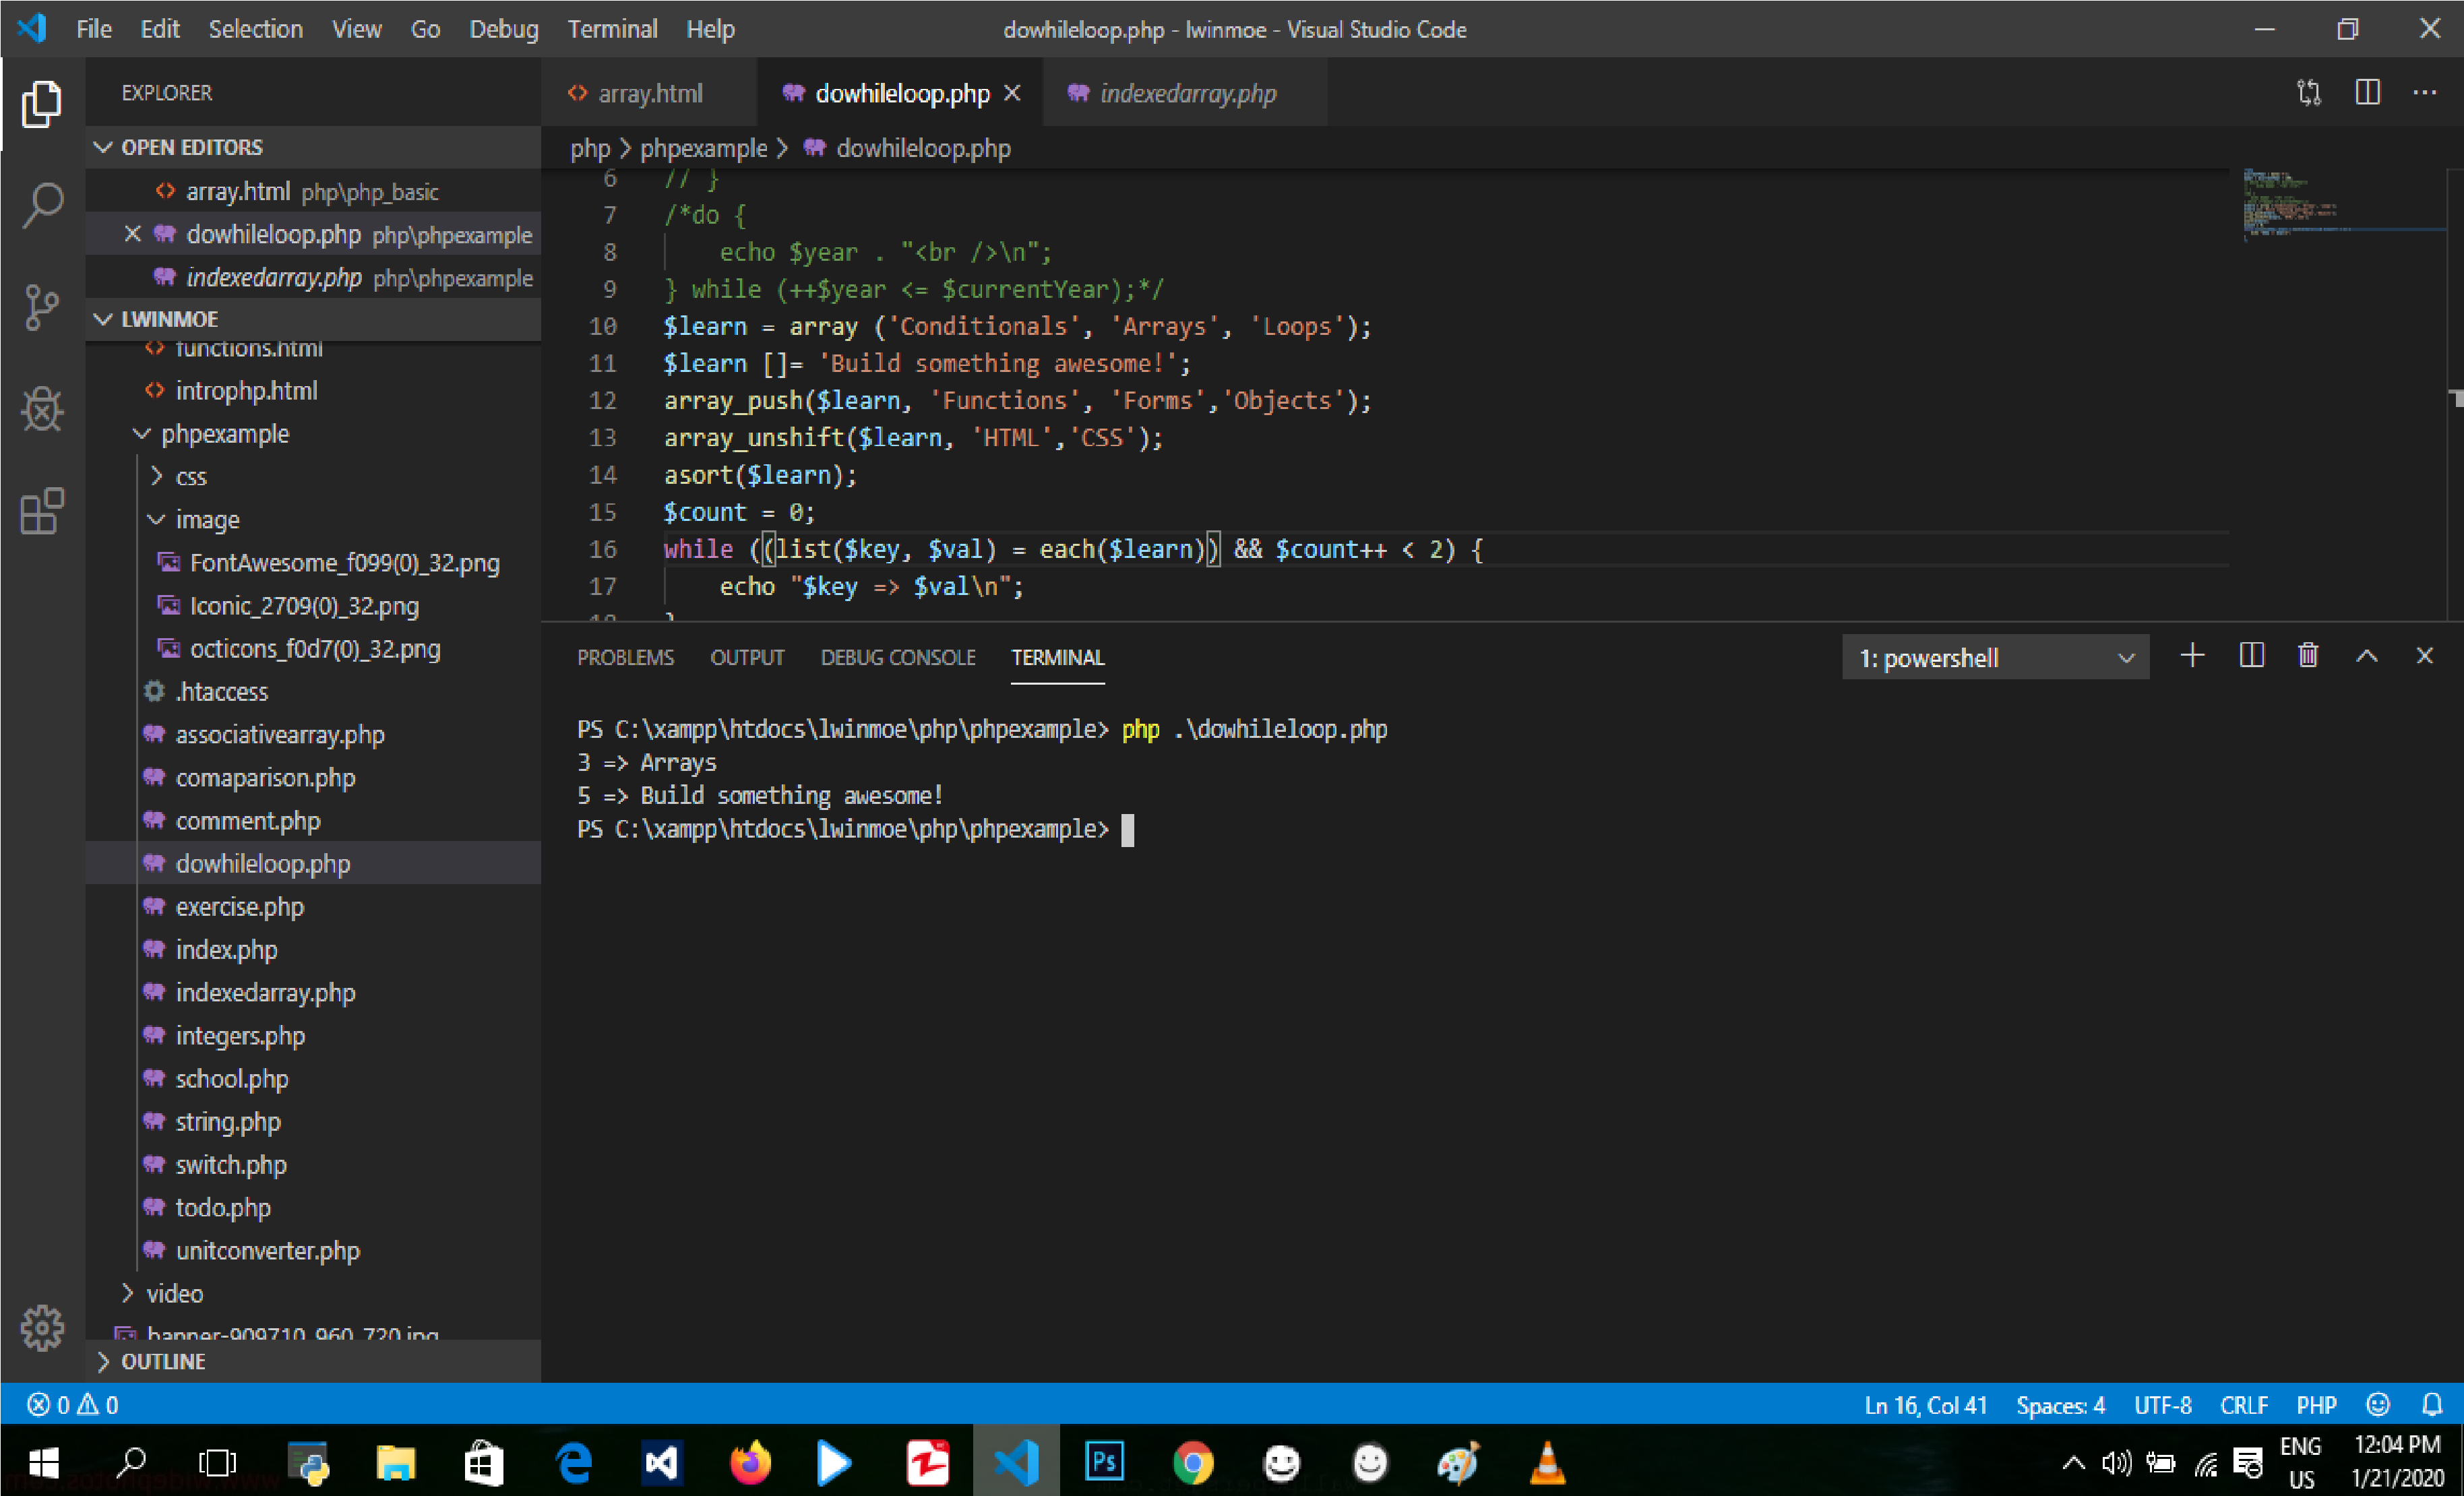 File Edit Selection View Go Debug Terminal Help
dowhileloop.php - lwinmoe - Visual Studio Code
EXPLORER
OPEN EDITORS
array.html php\php_basic
dowhileloop.php php\phpexample
indexedarray.php php\phpexample
LWINMOE
functions.html
introphp.html
phpexample
css
image
FontAwesome_f099(0)_32.png
Iconic_2709(0)_32.png
octicons_f0d7(0)_32.png
.htaccess
associativearray.php
comaparison.php
comment.php
dowhileloop.php
exercise.php
index.php
indexedarray.php
integers.php
school.php
string.php
switch.php
todo.php
unitconverter.php
video
banner-909710_960_720.jpg
OUTLINE
array.html dowhileloop.php indexedarray.php
php > phpexample > dowhileloop.php
6 // }
7 /*do {
8 echo $year . "<br />\n";
9 } while (++$year <= $currentYear);*/
10 $learn = array ('Conditionals', 'Arrays', 'Loops');
11 $learn []= 'Build something awesome!';
12 array_push($learn, 'Functions', 'Forms','Objects');
13 array_unshift($learn, 'HTML','CSS');
14 asort($learn);
15 $count = 0;
16 while ((list($key, $val) = each($learn)) && $count++ < 2) {
17 echo "$key => $val\n";
18 }
PROBLEMS OUTPUT DEBUG CONSOLE TERMINAL
1: powershell
PS C:\xampp\htdocs\lwinmoe\php\phpexample> php .\dowhileloop.php
3 => Arrays
5 => Build something awesome!
PS C:\xampp\htdocs\lwinmoe\php\phpexample>
0 0
Ln 16, Col 41 Spaces: 4 UTF-8 CRLF PHP
Ps
ENG
US
12:04 PM
1/21/2020